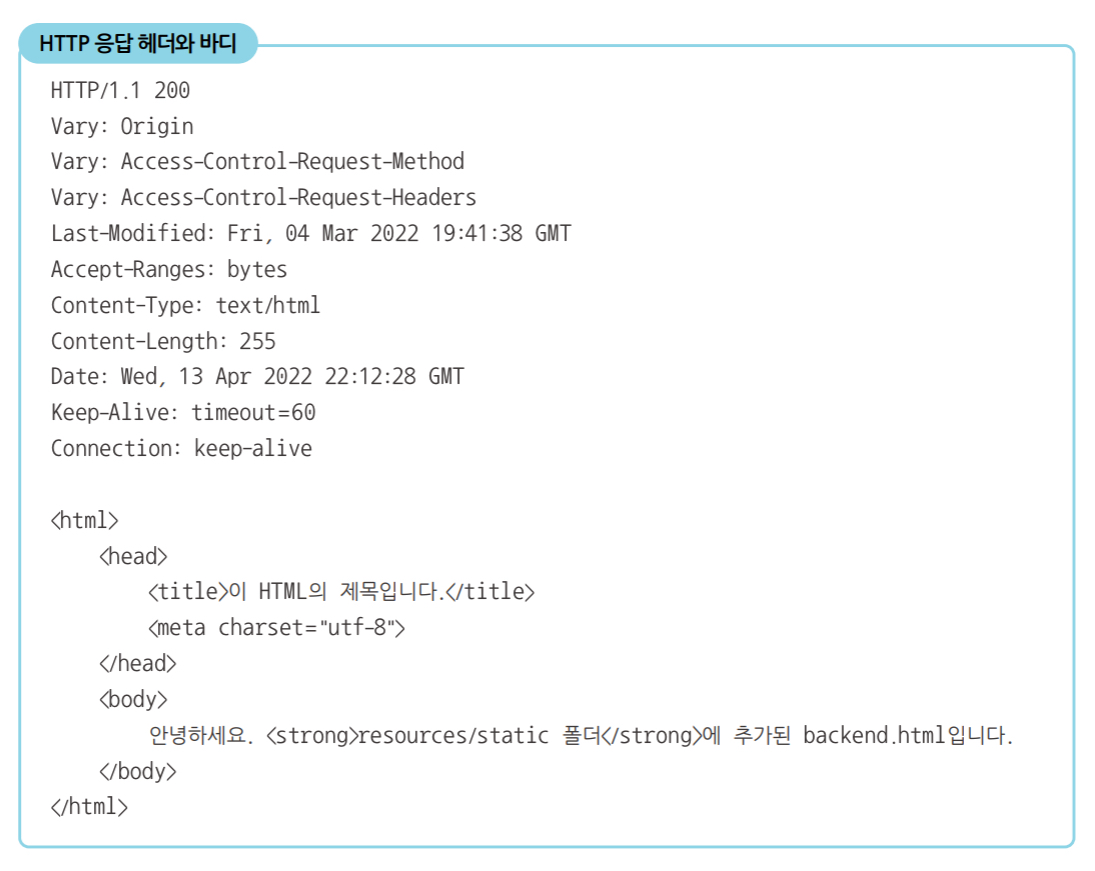 HTTP 응답 헤더와 바디
HTTP/1.1 200
Vary: Origin
Vary: Access-Control-Request-Method
Vary: Access-Control-Request-Headers
Last-Modified: Fri, 04 Mar 2022 19:41:38 GMT
Accept-Ranges: bytes
Content-Type: text/html
Content-Length: 255
Date: Wed, 13 Apr 2022 22:12:28 GMT
Keep-Alive: timeout=60
Connection: keep-alive

<html>
    <head>
        <title>이 HTML의 제목입니다.</title>
        <meta charset="utf-8">
    </head>
    <body>
        안녕하세요. <strong>resources/static 폴더</strong>에 추가된 backend.html입니다.
    </body>
</html>